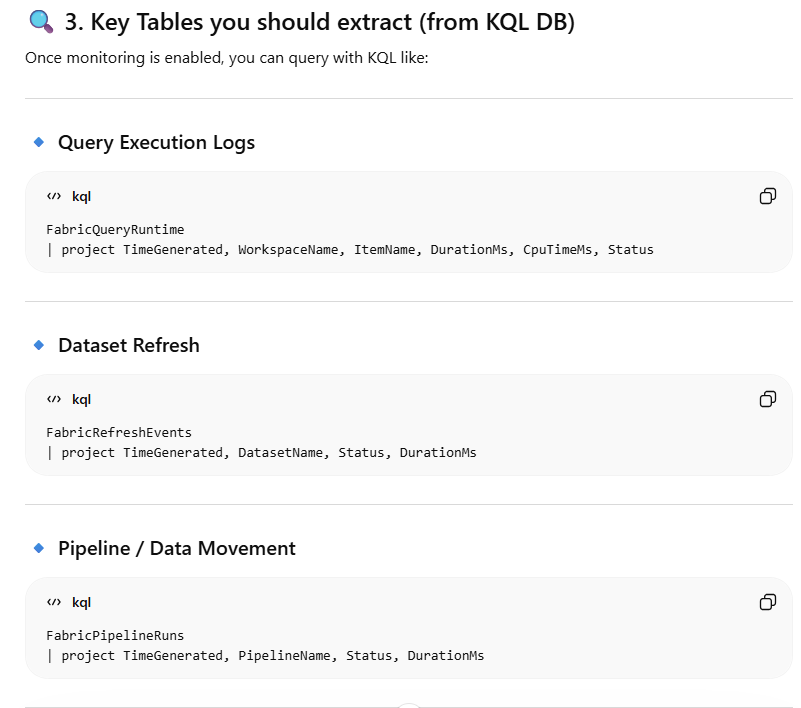 🔍 3. Key Tables you should extract (from KQL DB)
Once monitoring is enabled, you can query with KQL like:
🔹 Query Execution Logs
</> kql
FabricQueryRuntime
| project TimeGenerated, WorkspaceName, ItemName, DurationMs, CpuTimeMs, Status
🔹 Dataset Refresh
</> kql
FabricRefreshEvents
| project TimeGenerated, DatasetName, Status, DurationMs
🔹 Pipeline / Data Movement
</> kql
FabricPipelineRuns
| project TimeGenerated, PipelineName, Status, DurationMs